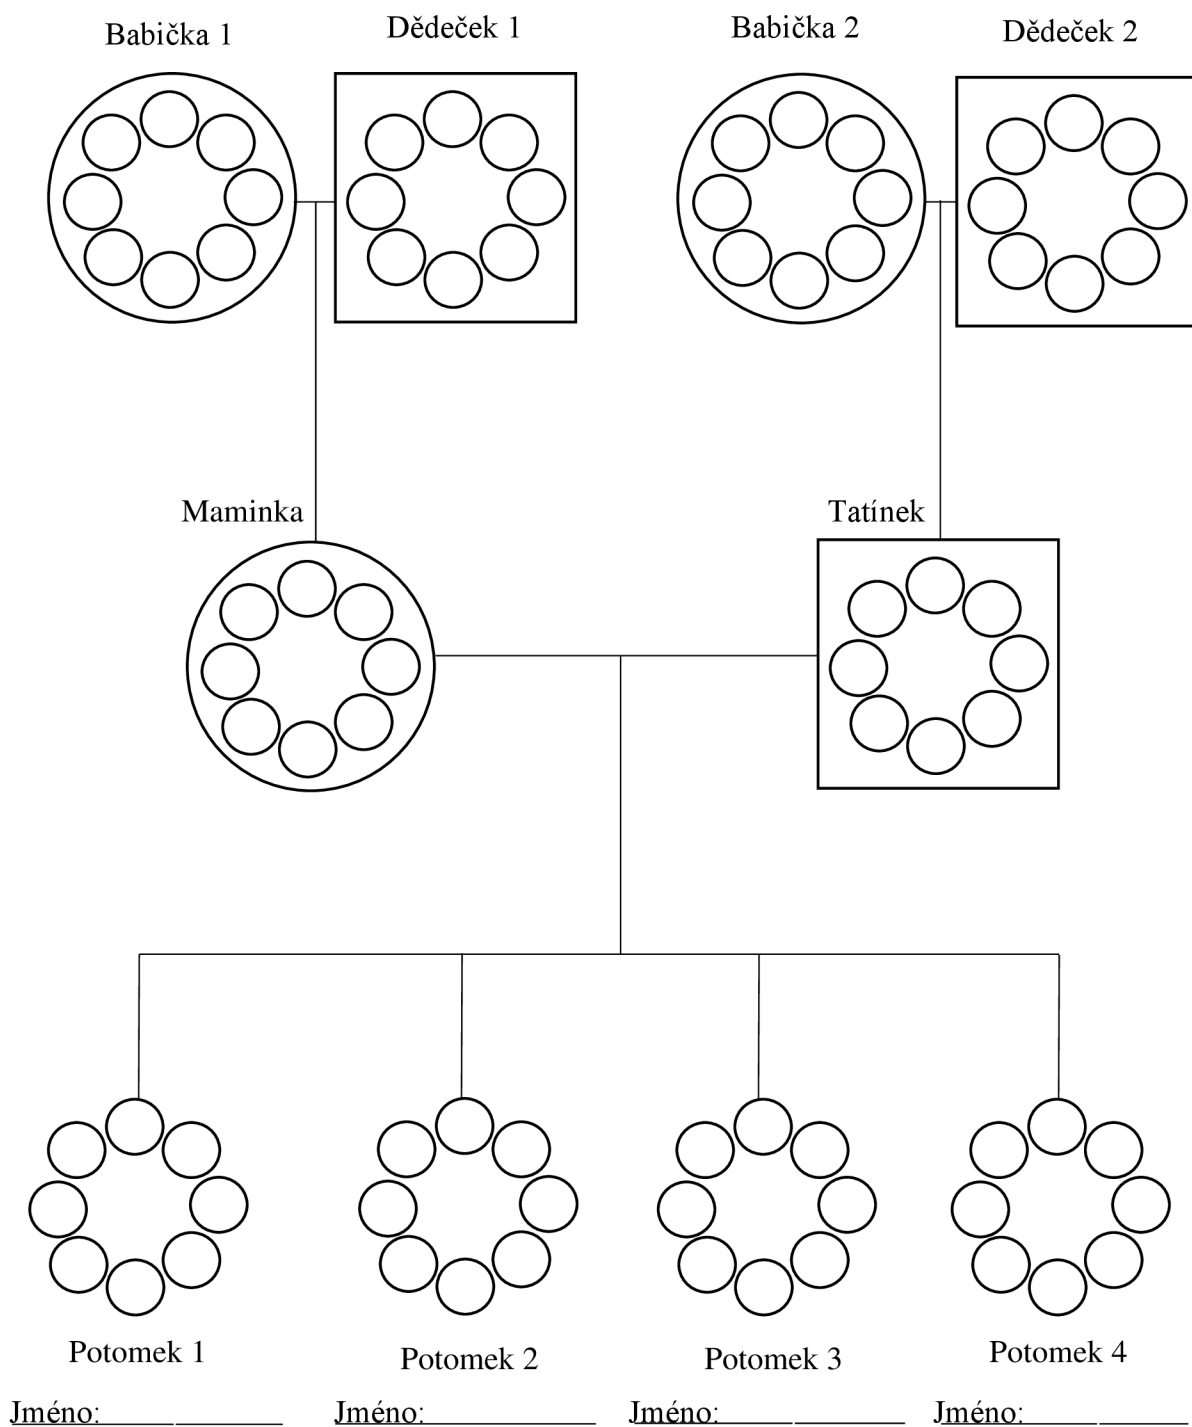 Babička 1
Dědeček 1
Babička 2
Dědeček 2
Maminka
Tatínek
Potomek 1
Potomek 2
Potomek 3
Potomek 4
Jméno:
Jméno:
Jméno:
Jméno: